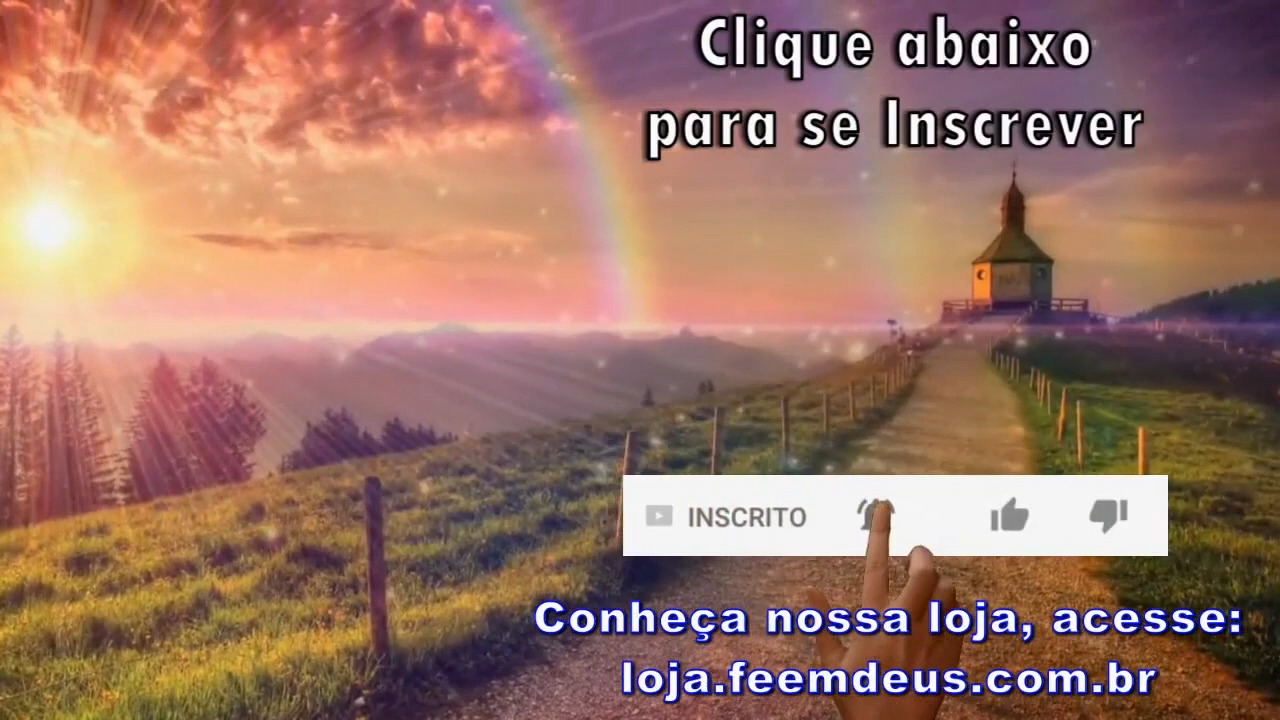 Clique abaixo
para se Inscrever
INSCRITO
Conheça nossa loja, acesse:
loja.feemdeus.com.br